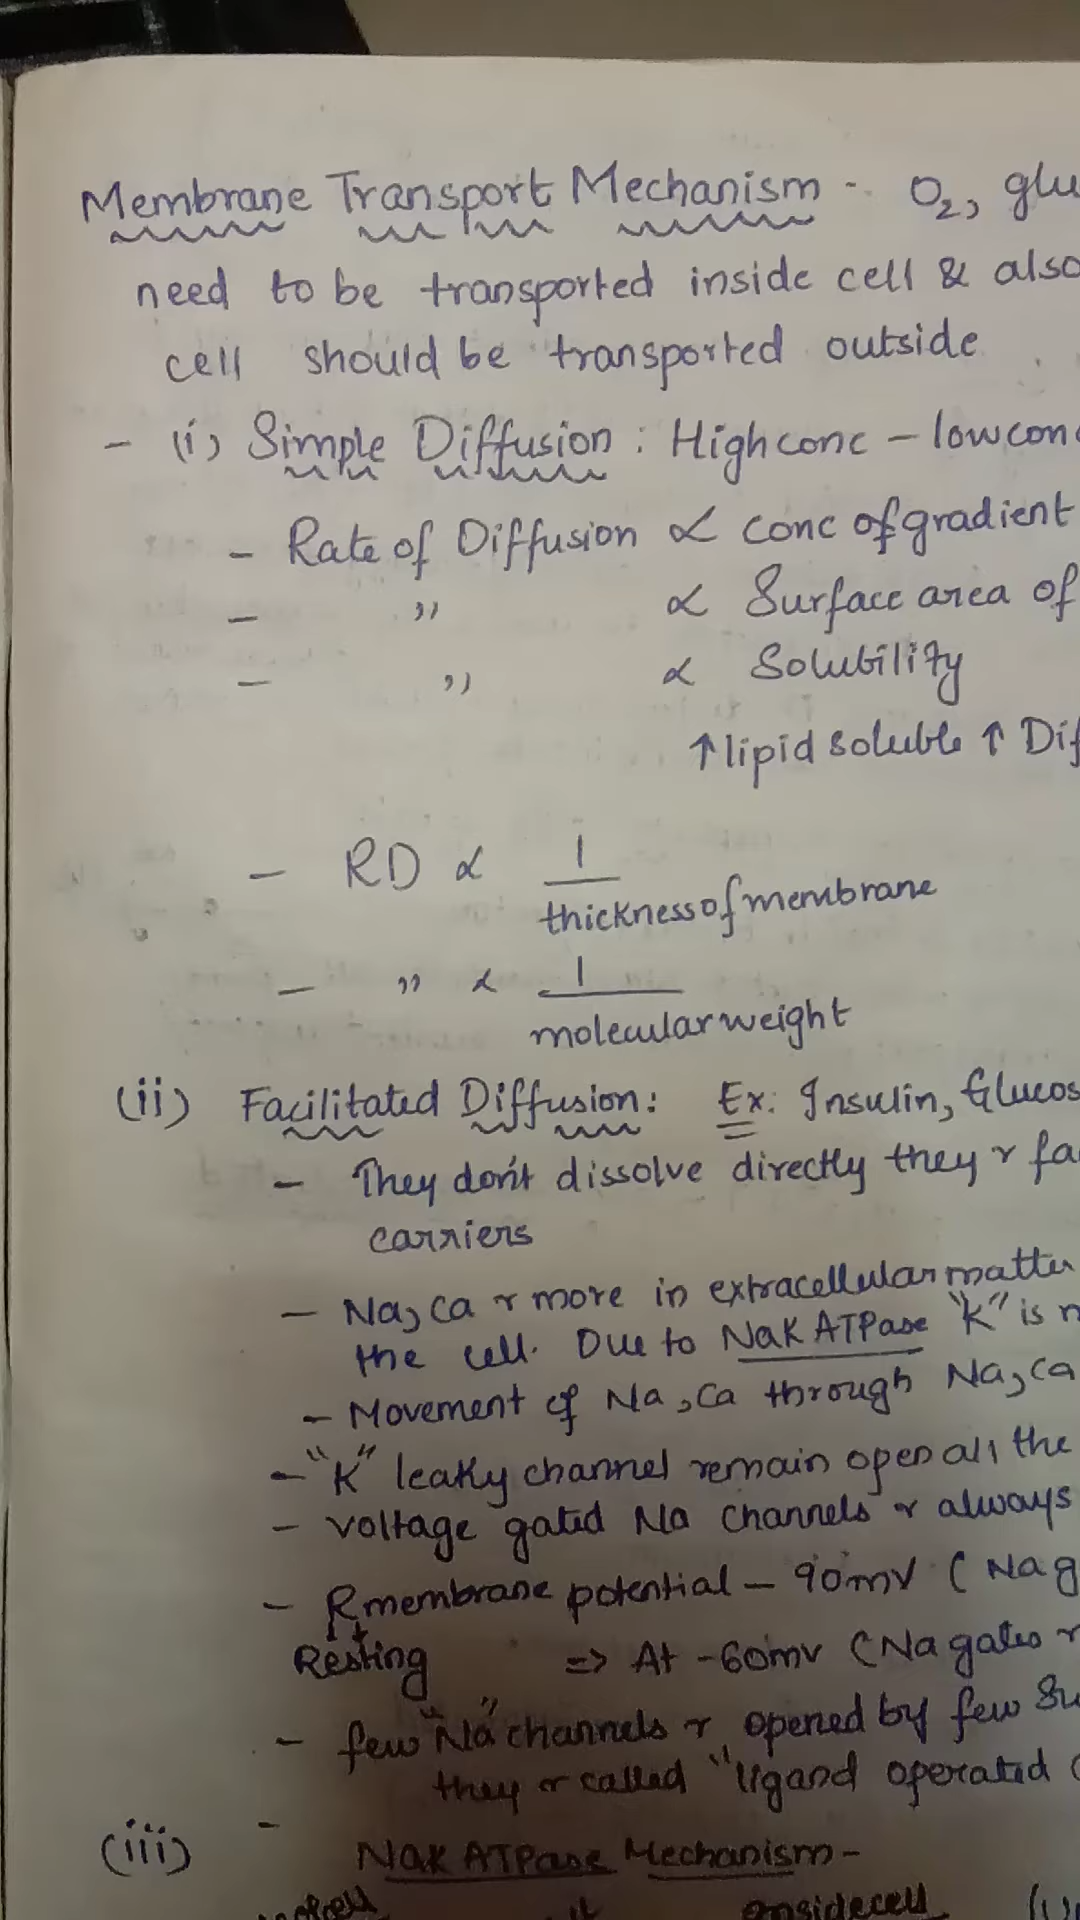 Membrane Transport Mechanism - O2, glu
need to be transported inside cell & also
cell should be transported outside
- (i) Simple Diffusion : High conc - low conc
- Rate of Diffusion ∝ conc of gradient
- " ∝ Surface area of
- " ∝ Solubility
↑ lipid soluble ↑ Dif
- RD ∝ 1
thickness of membrane
- " ∝ 1
molecular weight
(ii) Facilitated Diffusion: Ex: Insulin, Glucos
- They don't dissolve directly they r fa
carriers
- Na, Ca r more in extracellular matter
the cell. Due to NaK ATPase "K" is
- Movement of Na, Ca through Na, Ca
- "K" leaky channel remain open all the
- voltage gated Na channels r always
- Rmembrane potential - 90mv ( Na g
Resting => At -60mv (Na gates r
- few "Na" channels r opened by few Su
they r called "ligand operated
-
(iii) NaK ATPase Mechanism -
insidecell